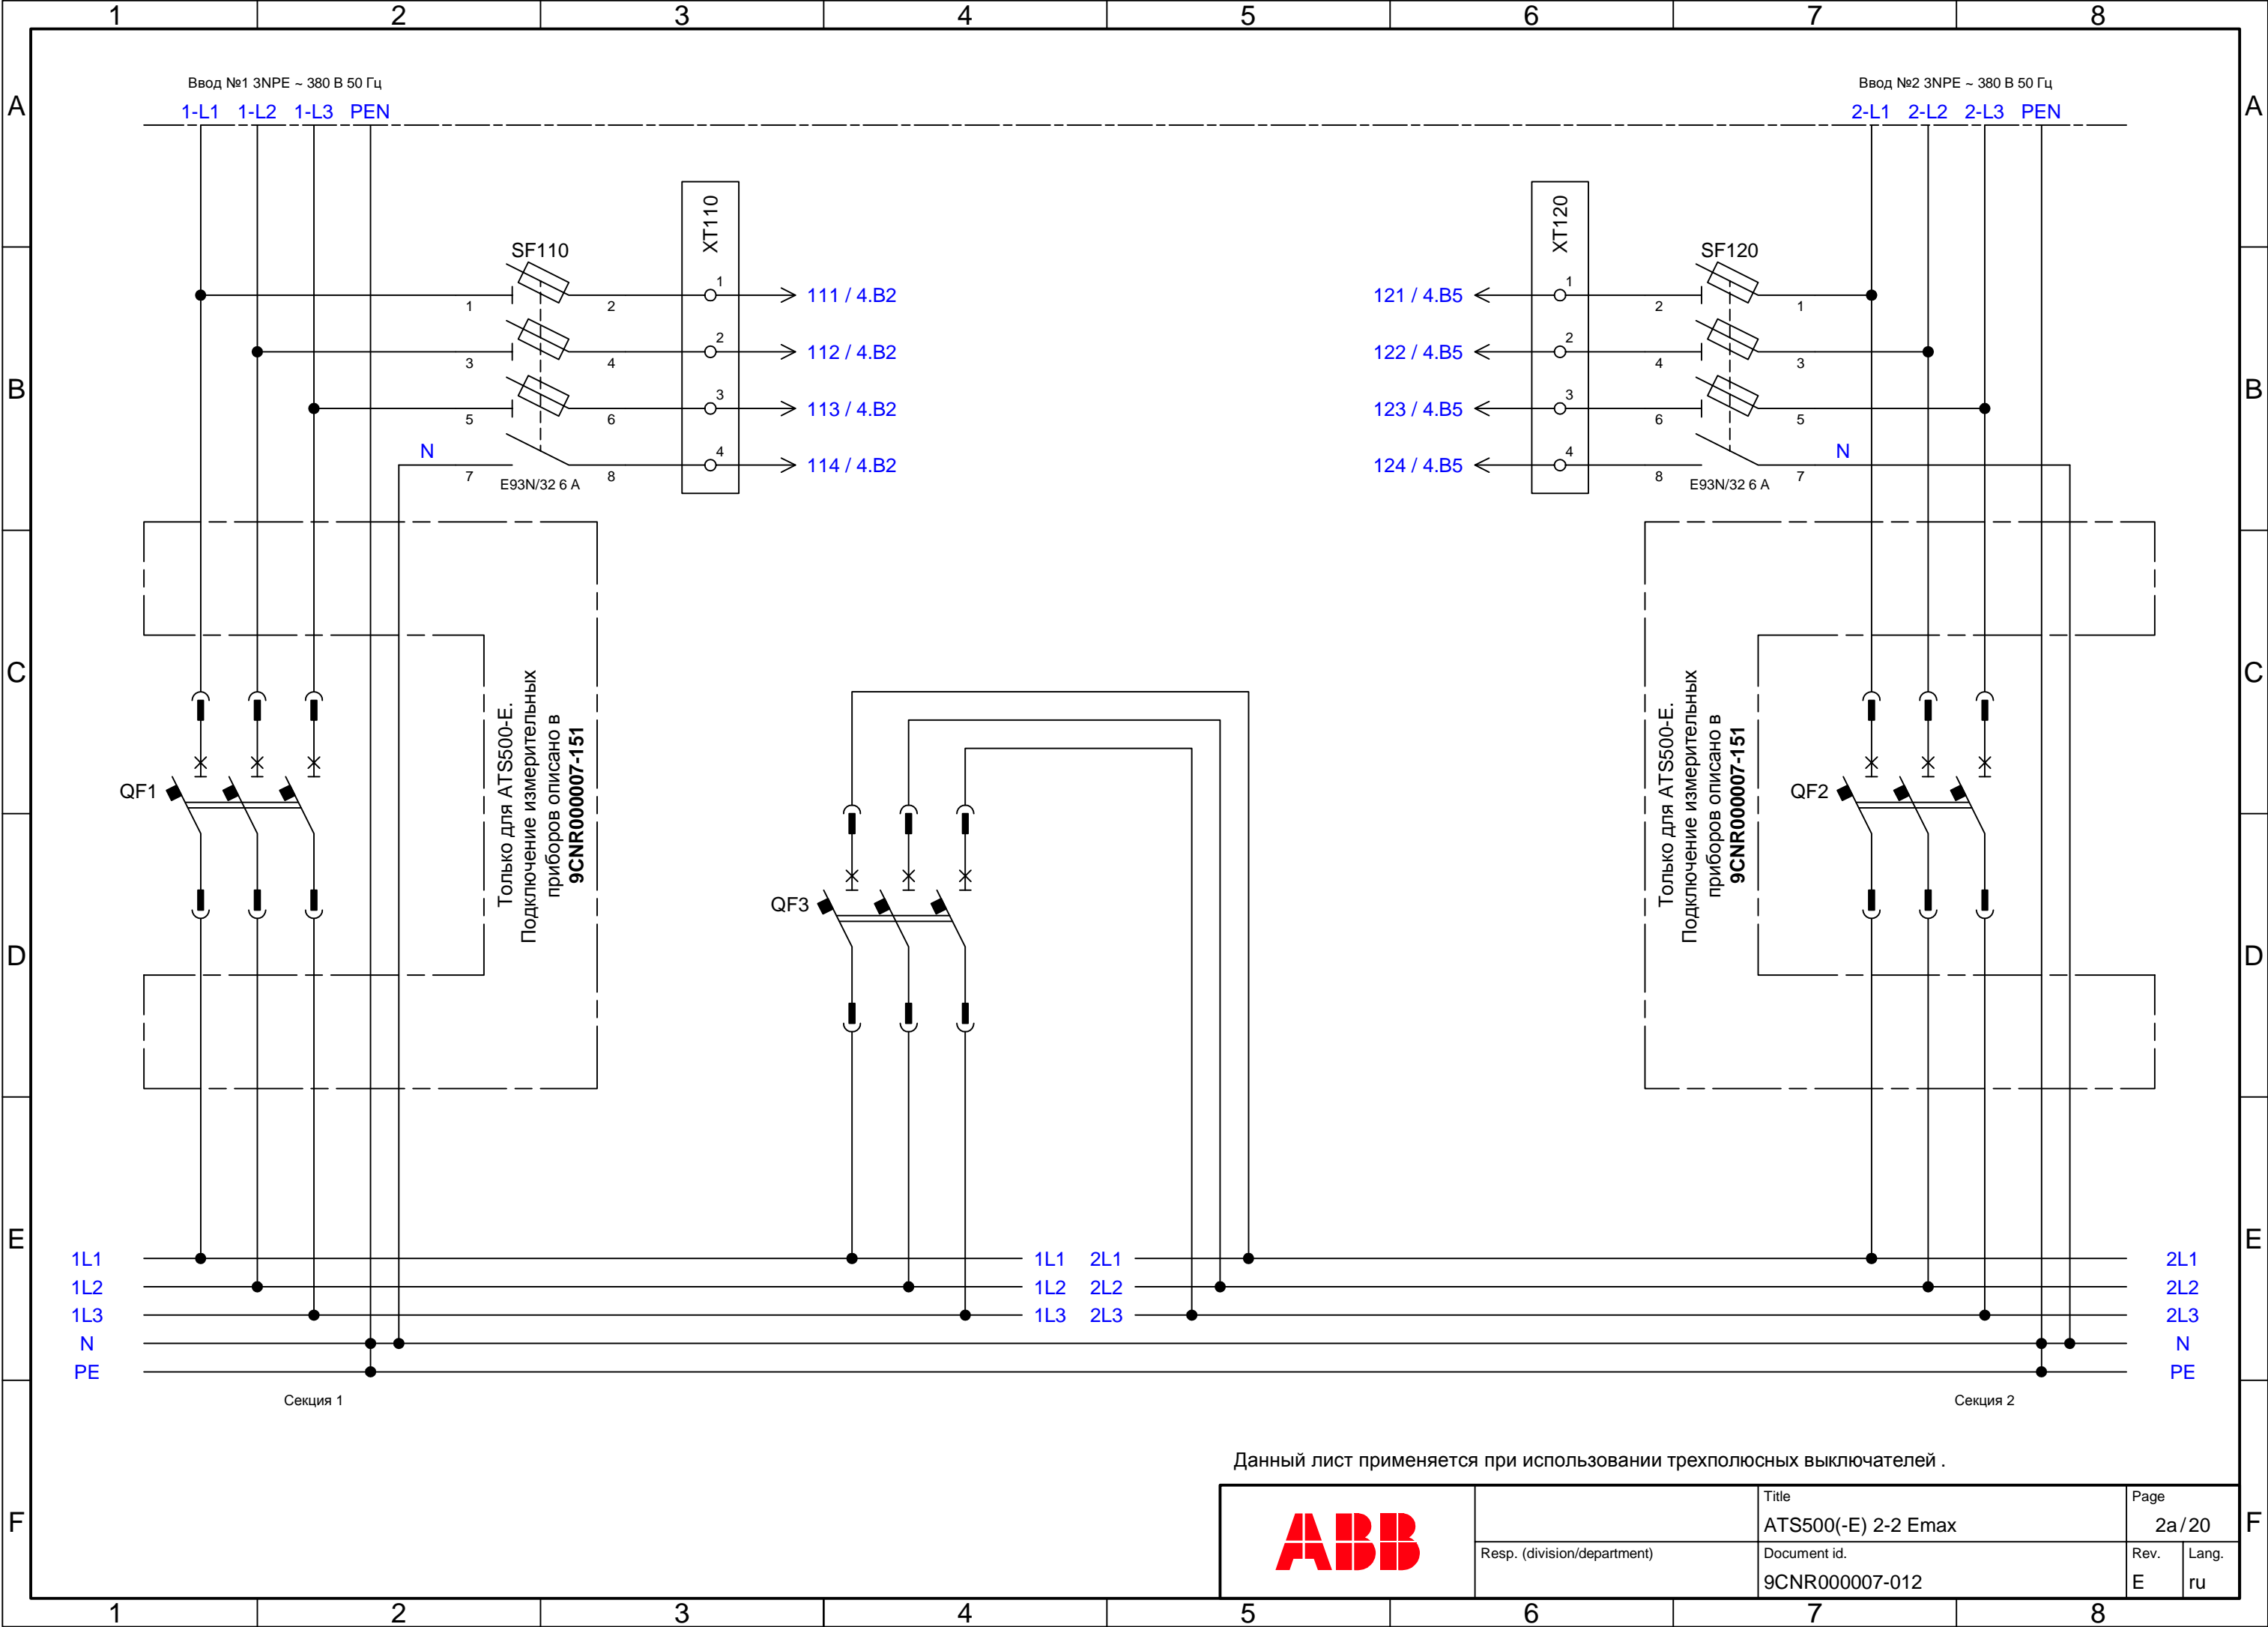 1 2 3 4 5 6 7 8
A A
Ввод №1 3NPE ~ 380 В 50 Гц
1-L1 1-L2 1-L3 PEN
Ввод №2 3NPE ~ 380 В 50 Гц
2-L1 2-L2 2-L3 PEN
XT110
XT120
SF110
SF120
1 2 1 111 / 4.B2
3 4 2 112 / 4.B2
5 6 3 113 / 4.B2
N 7 8 4 114 / 4.B2
E93N/32 6 A
121 / 4.B5 1 2 1
122 / 4.B5 2 4 3
123 / 4.B5 3 6 5
124 / 4.B5 4 8 7 N
E93N/32 6 A
B B
C C
Только для ATS500-E.
Подключение измерительных
приборов описано в
9CNR000007-151
Только для ATS500-E.
Подключение измерительных
приборов описано в
9CNR000007-151
QF1
QF3
QF2
D D
E E
1L1 1L1 2L1 2L1
1L2 1L2 2L2 2L2
1L3 1L3 2L3 2L3
N N
PE PE
Секция 1
Секция 2
Данный лист применяется при использовании трехполюсных выключателей .
F F
ABB
Title
ATS500(-E) 2-2 Emax
Page
2a/20
Resp. (division/department)
Document id.
9CNR000007-012
Rev.
E
Lang.
ru
1 2 3 4 5 6 7 8